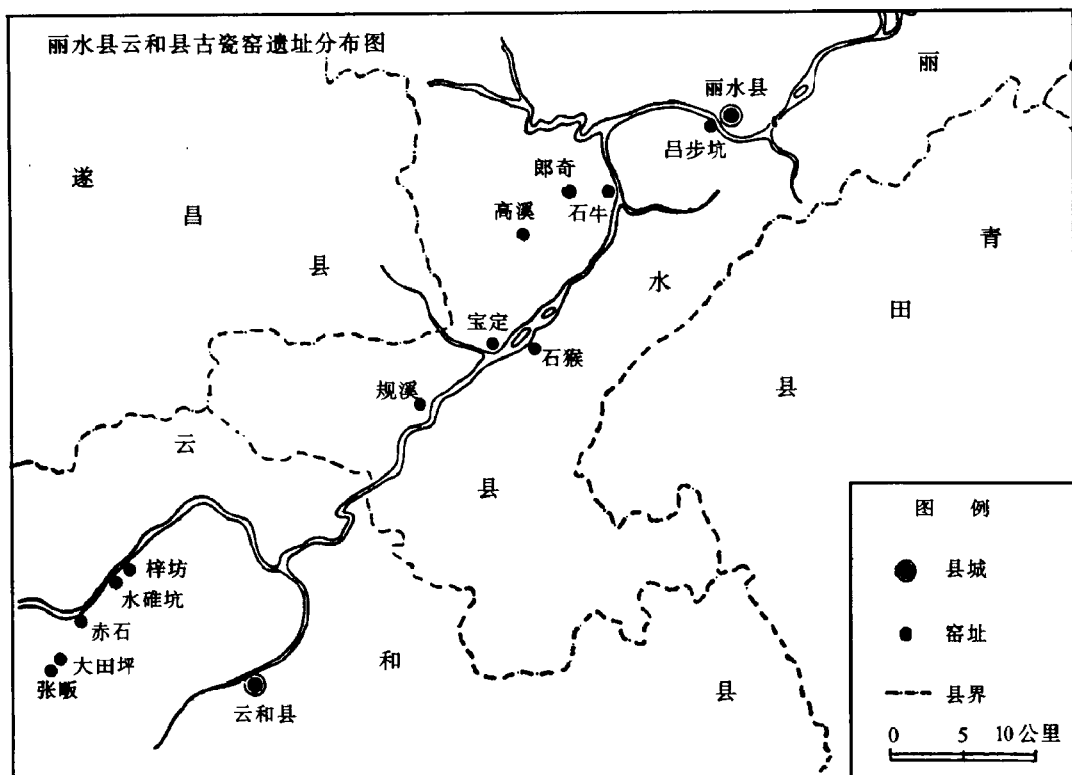 丽水县云和县古瓷窑遗址分布图
丽
水
县
丽水县
吕步坑
遂
昌
县
郎奇
石牛
高溪
青
田
县
宝定
石猴
规溪
云
和
县
梓坊
水碓坑
赤石
大田坪
张畈
云和县
图 例
县城
窑址
县界
0 5 10公里